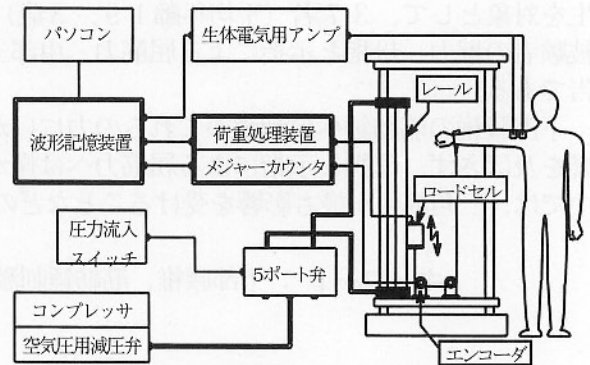 パソコン
生体電気用アンプ
波形記憶装置
荷重処理装置
メジャーカウンタ
レール
ロードセル
圧力流入
スイッチ
5ポート弁
コンプレッサ
空気圧用減圧弁
エンコーダ